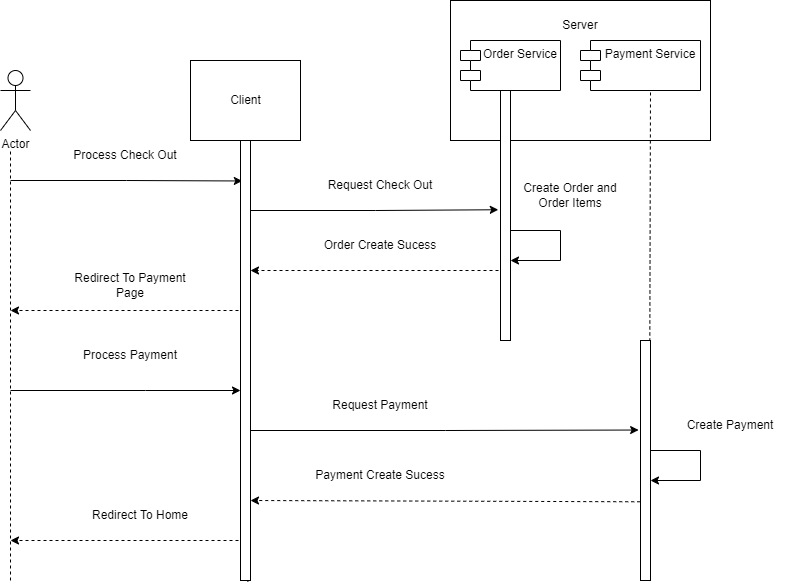 Server
Order Service
Payment Service
Client
Actor
Process Check Out
Request Check Out
Create Order and
Order Items
Order Create Sucess
Redirect To Payment
Page
Process Payment
Request Payment
Create Payment
Payment Create Sucess
Redirect To Home